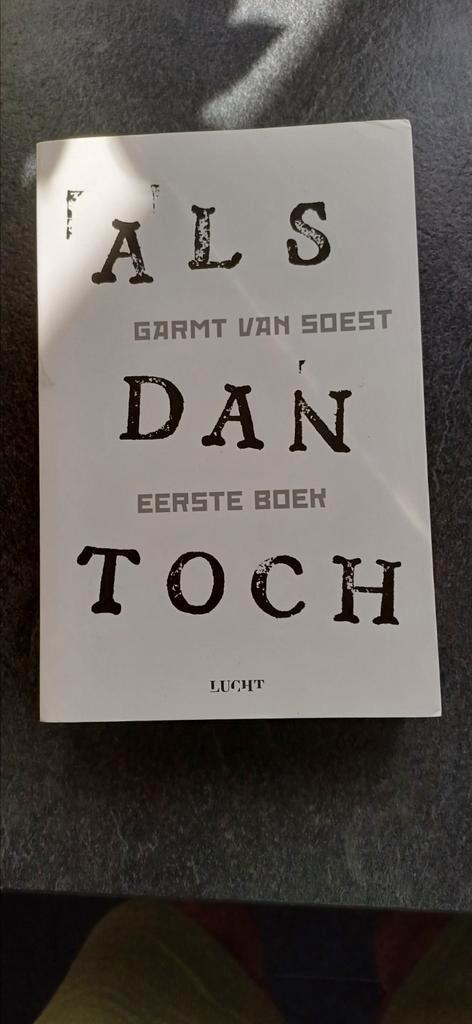 ALS
GARMT VAN SOEST
DAN
EERSTE BOEK
TOCH
LUCHT